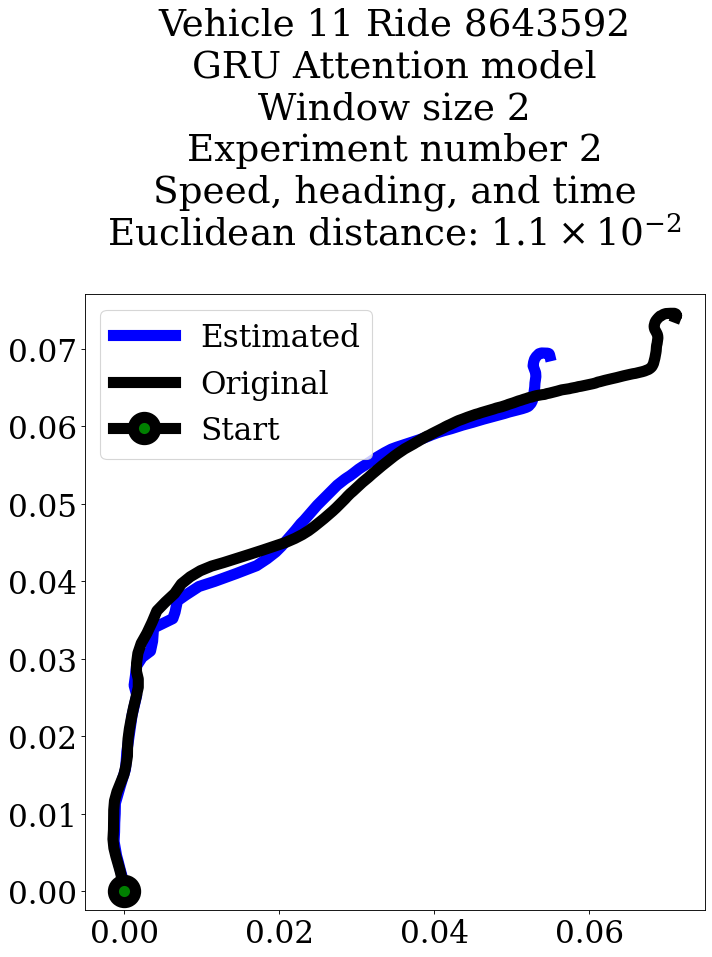 Vehicle 11 Ride 8643592
GRU Attention model
Window size 2
Experiment number 2
Speed, heading, and time
Euclidean distance: 1.1 × 10⁻²
Estimated
Original
Start
0.07
0.06
0.05
0.04
0.03
0.02
0.01
0.00
0.00 0.02 0.04 0.06